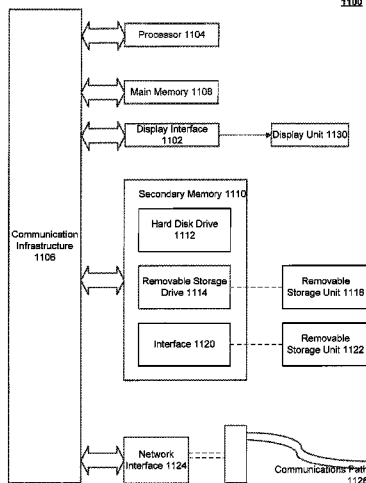 1100
Processor 1104
Main Memory 1108
Display Interface
1102
Display Unit 1130
Secondary Memory 1110
Hard Disk Drive
1112
Communication
Infrastructure
1106
Removable Storage
Drive 1114
Removable
Storage Unit 1118
Interface 1120
Removable
Storage Unit 1122
Network
Interface 1124
Communications Path
1126